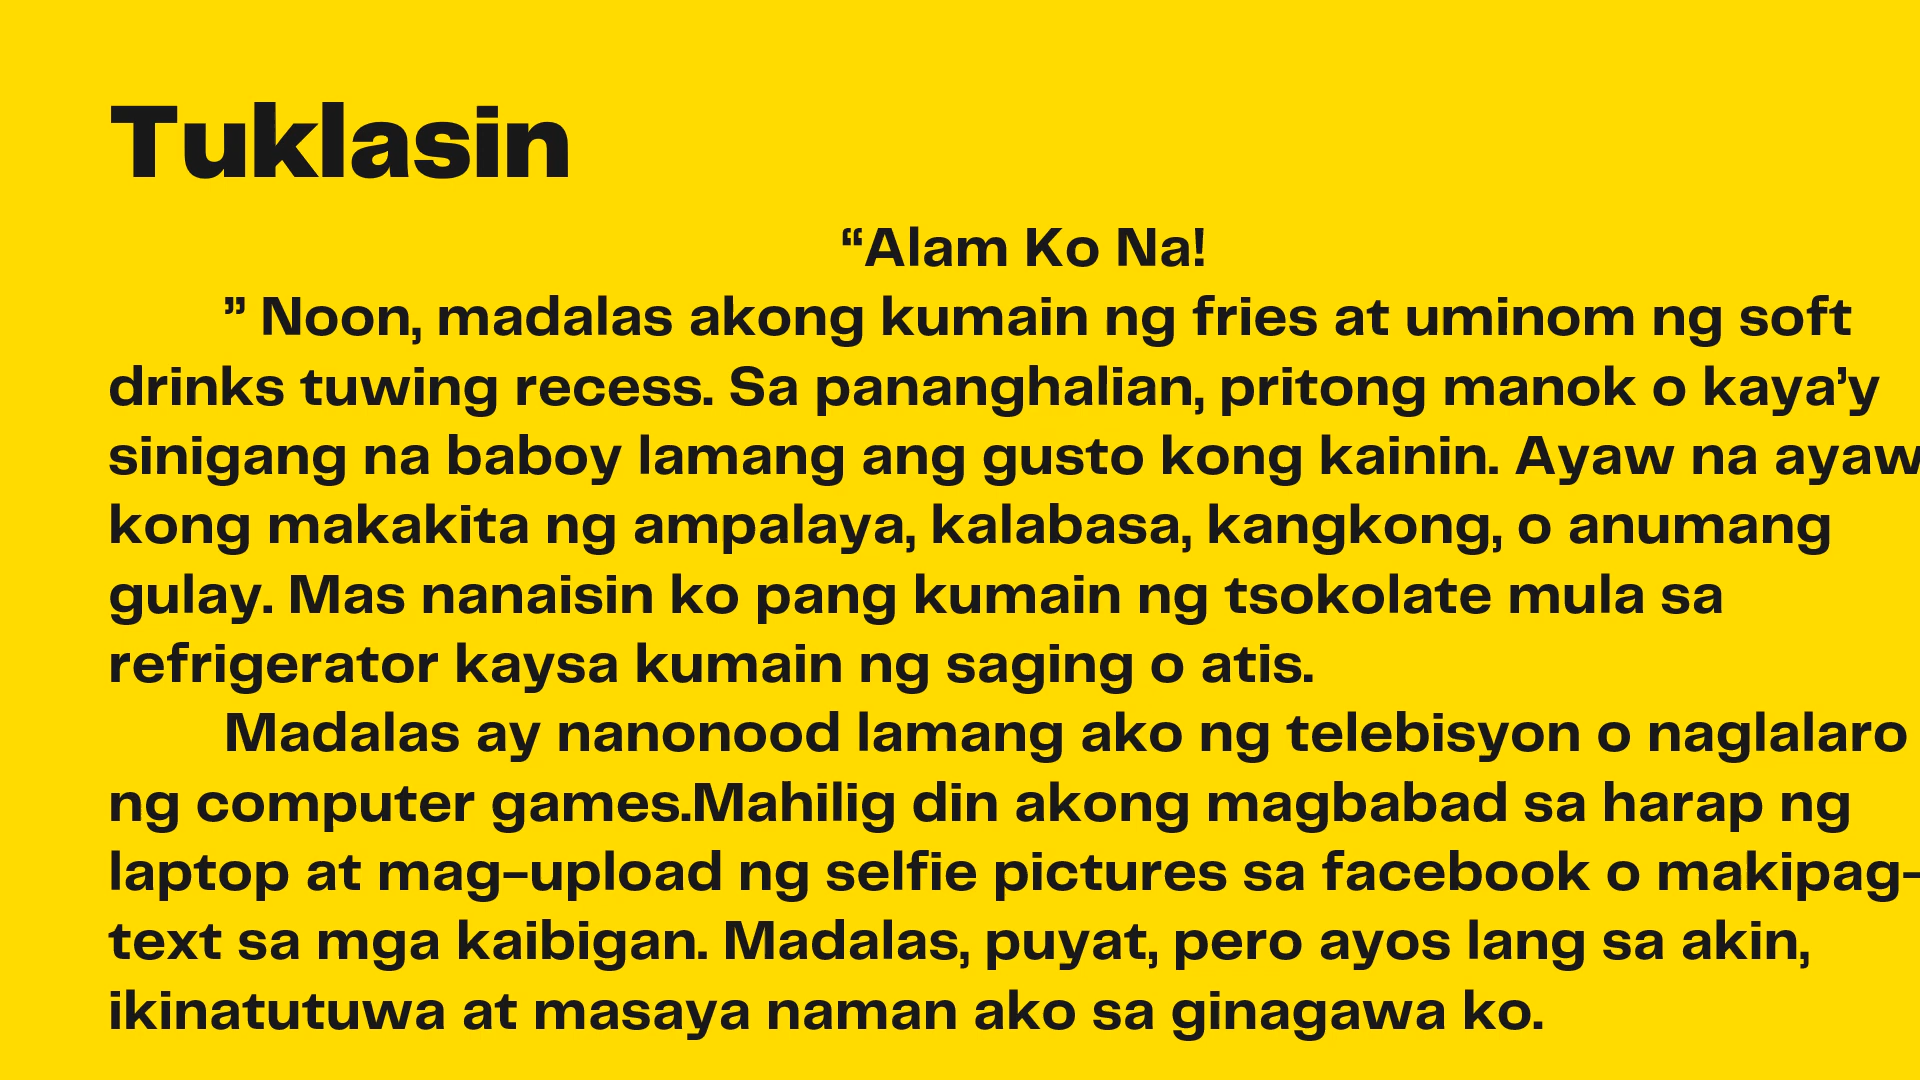 Tuklasin
“Alam Ko Na!
” Noon, madalas akong kumain ng fries at uminom ng soft
drinks tuwing recess. Sa pananghalian, pritong manok o kaya’y
sinigang na baboy lamang ang gusto kong kainin. Ayaw na ayaw
kong makakita ng ampalaya, kalabasa, kangkong, o anumang
gulay. Mas nanaisin ko pang kumain ng tsokolate mula sa
refrigerator kaysa kumain ng saging o atis.
Madalas ay nanonood lamang ako ng telebisyon o naglalaro
ng computer games.Mahilig din akong magbabad sa harap ng
laptop at mag-upload ng selfie pictures sa facebook o makipag-
text sa mga kaibigan. Madalas, puyat, pero ayos lang sa akin,
ikinatutuwa at masaya naman ako sa ginagawa ko.